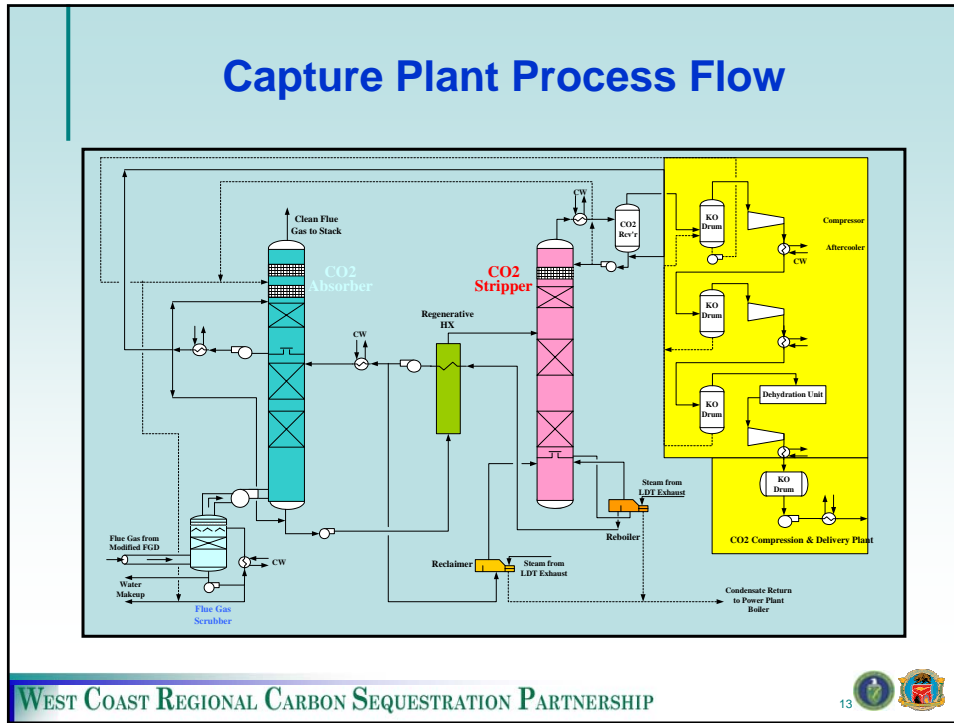 Capture Plant Process Flow
Clean Flue
Gas to Stack
CO2
Absorber
CW
CO2
Rcv'r
CO2
Stripper
Regenerative
HX
CW
KO
Drum
Compressor
Aftercooler
CW
KO
Drum
KO
Drum
Dehydration Unit
KO
Drum
CO2 Compression & Delivery Plant
Flue Gas from
Modified FGD
Water
Makeup
CW
Flue Gas
Scrubber
Reclaimer
Steam from
LDT Exhaust
Steam from
LDT Exhaust
Reboiler
Condensate Return
to Power Plant
Boiler
WEST COAST REGIONAL CARBON SEQUESTRATION PARTNERSHIP
13